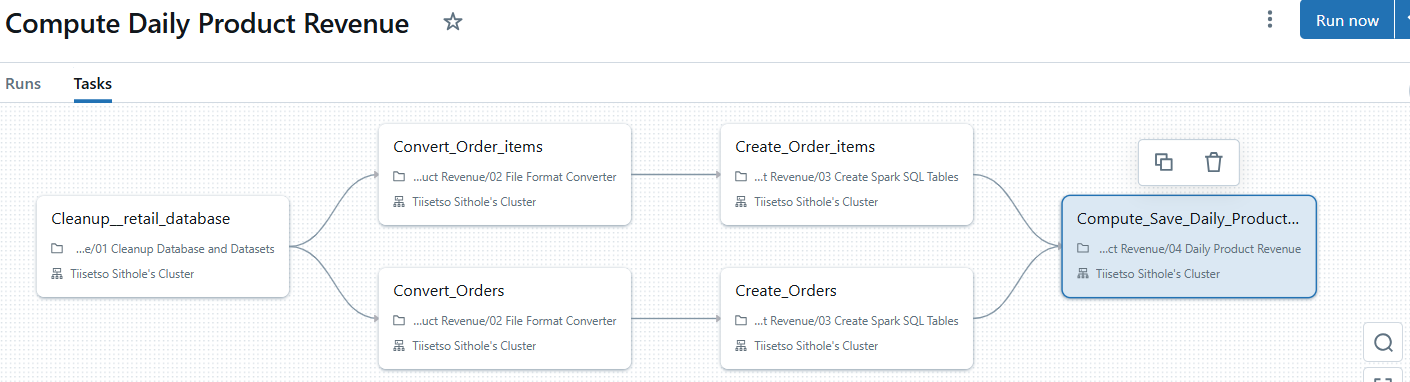 Compute Daily Product Revenue
Run now
Runs
Tasks
Cleanup__retail_database
...e/01 Cleanup Database and Datasets
Tiisetso Sithole's Cluster
Convert_Order_items
...uct Revenue/02 File Format Converter
Tiisetso Sithole's Cluster
Convert_Orders
...uct Revenue/02 File Format Converter
Tiisetso Sithole's Cluster
Create_Order_items
...t Revenue/03 Create Spark SQL Tables
Tiisetso Sithole's Cluster
Create_Orders
...t Revenue/03 Create Spark SQL Tables
Tiisetso Sithole's Cluster
Compute_Save_Daily_Product...
...ct Revenue/04 Daily Product Revenue
Tiisetso Sithole's Cluster